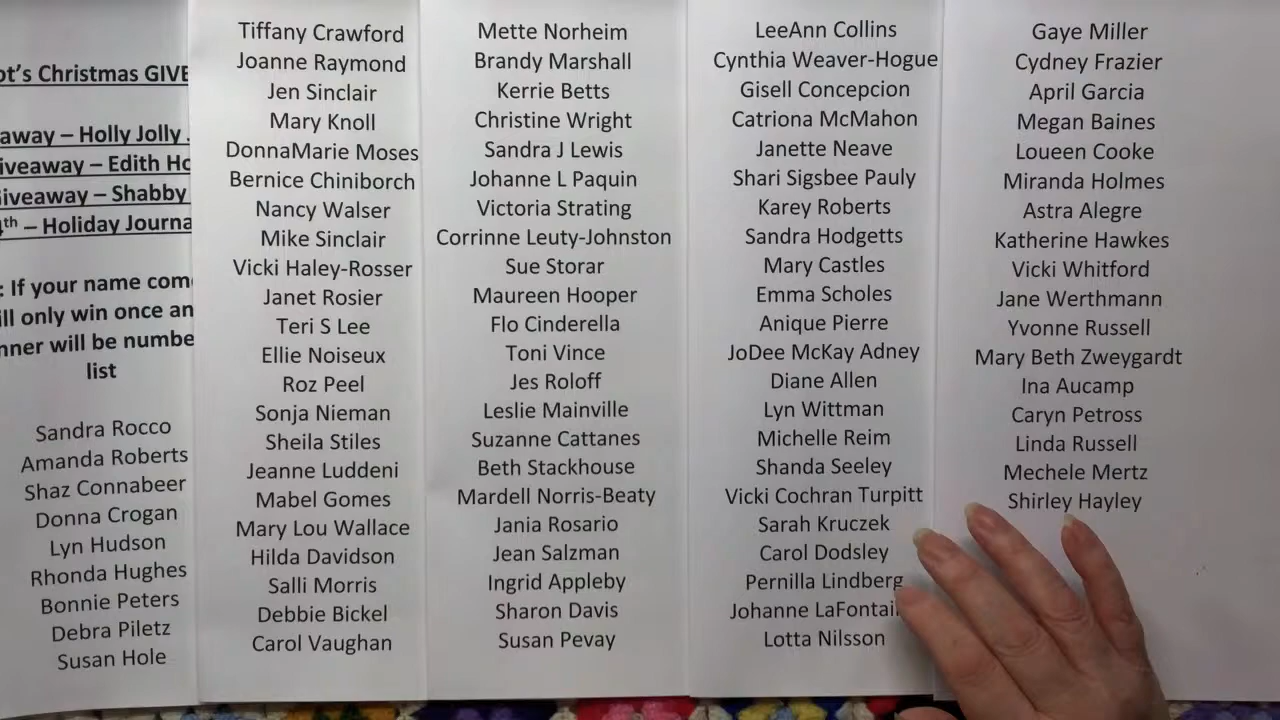 Christmas GIVE
away – Holly Jolly
iveaway – Edith Ho
iveaway – Shabby
th – Holiday Journa
: If your name com
ill only win once an
nner will be numbe
list
Sandra Rocco
Amanda Roberts
Shaz Connabeer
Donna Crogan
Lyn Hudson
Rhonda Hughes
Bonnie Peters
Debra Piletz
Susan Hole
Tiffany Crawford
Joanne Raymond
Jen Sinclair
Mary Knoll
DonnaMarie Moses
Bernice Chiniborch
Nancy Walser
Mike Sinclair
Vicki Haley-Rosser
Janet Rosier
Teri S Lee
Ellie Noiseux
Roz Peel
Sonja Nieman
Sheila Stiles
Jeanne Luddeni
Mabel Gomes
Mary Lou Wallace
Hilda Davidson
Salli Morris
Debbie Bickel
Carol Vaughan
Mette Norheim
Brandy Marshall
Kerrie Betts
Christine Wright
Sandra J Lewis
Johanne L Paquin
Victoria Strating
Corrinne Leuty-Johnston
Sue Storar
Maureen Hooper
Flo Cinderella
Toni Vince
Jes Roloff
Leslie Mainville
Suzanne Cattanes
Beth Stackhouse
Mardell Norris-Beaty
Jania Rosario
Jean Salzman
Ingrid Appleby
Sharon Davis
Susan Pevay
LeeAnn Collins
Cynthia Weaver-Hogue
Gisell Concepcion
Catriona McMahon
Janette Neave
Shari Sigsbee Pauly
Karey Roberts
Sandra Hodgetts
Mary Castles
Emma Scholes
Anique Pierre
JoDee McKay Adney
Diane Allen
Lyn Wittman
Michelle Reim
Shanda Seeley
Vicki Cochran Turpitt
Sarah Kruczek
Carol Dodsley
Pernilla Lindberg
Johanne LaFontai
Lotta Nilsson
Gaye Miller
Cydney Frazier
April Garcia
Megan Baines
Loueen Cooke
Miranda Holmes
Astra Alegre
Katherine Hawkes
Vicki Whitford
Jane Werthmann
Yvonne Russell
Mary Beth Zweygardt
Ina Aucamp
Caryn Petross
Linda Russell
Mechele Mertz
Shirley Hayley